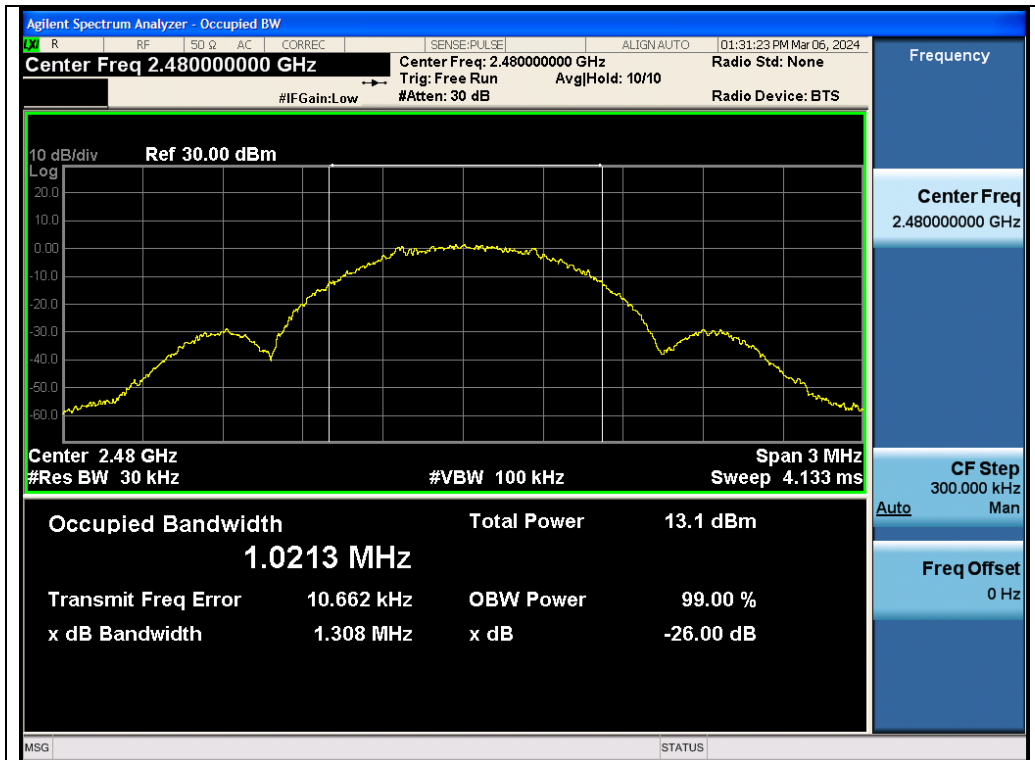 Agilent Spectrum Analyzer - Occupied BW
LXI R RF 50 Ω AC CORREC SENSE:PULSE ALIGN AUTO 01:31:23 PM Mar 06, 2024
Center Freq 2.480000000 GHz
Center Freq: 2.480000000 GHz
Radio Std: None
Trig: Free Run Avg|Hold: 10/10
#IFGain:Low #Atten: 30 dB Radio Device: BTS
Frequency
10 dB/div Ref 30.00 dBm
Log
20.0
10.0
0.00
-10.0
-20.0
-30.0
-40.0
-50.0
-60.0
Center 2.48 GHz Span 3 MHz
#Res BW 30 kHz #VBW 100 kHz Sweep 4.133 ms
Center Freq
2.480000000 GHz
CF Step
300.000 kHz
Auto Man
Freq Offset
0 Hz
Occupied Bandwidth Total Power 13.1 dBm
1.0213 MHz
Transmit Freq Error 10.662 kHz OBW Power 99.00 %
x dB Bandwidth 1.308 MHz x dB -26.00 dB
MSG STATUS